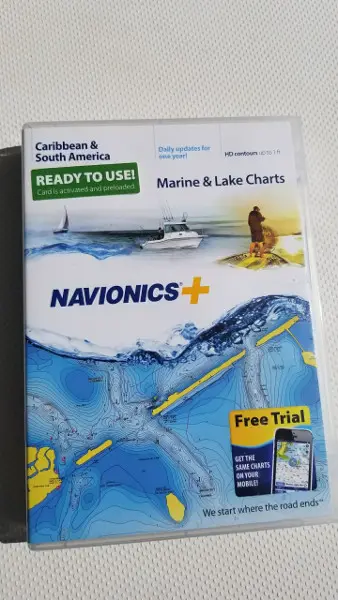 Caribbean &
South America
Daily updates for
one year!
HD contours up to 1 ft
READY TO USE!
Card is activated and preloaded.
Marine & Lake Charts
NAVIONICS®+
Free Trial
GET THE
SAME CHARTS
ON YOUR
MOBILE!
We start where the road ends™